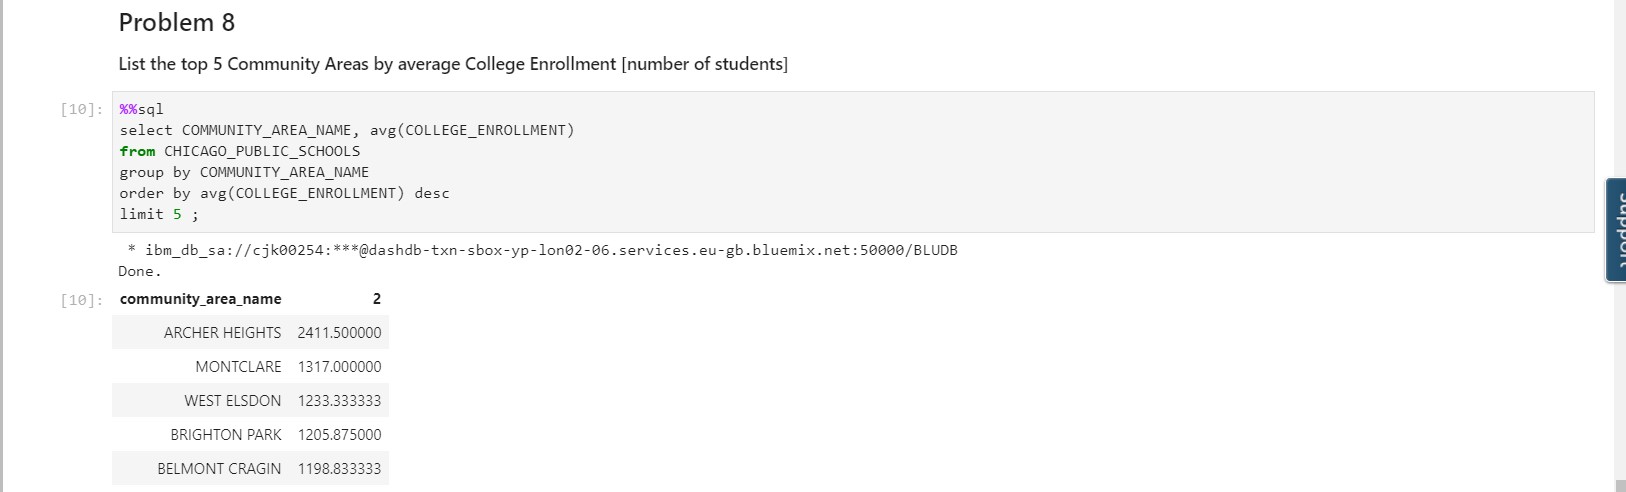 Problem 8
List the top 5 Community Areas by average College Enrollment [number of students]
[10]:
%%sql
select COMMUNITY_AREA_NAME, avg(COLLEGE_ENROLLMENT)
from CHICAGO_PUBLIC_SCHOOLS
group by COMMUNITY_AREA_NAME
order by avg(COLLEGE_ENROLLMENT) desc
limit 5 ;
* ibm_db_sa://cjk00254:***@dashdb-txn-sbox-yp-lon02-06.services.eu-gb.bluemix.net:50000/BLUDB
Done.
[10]:
community_area_name 2
ARCHER HEIGHTS 2411.500000
MONTCLARE 1317.000000
WEST ELSDON 1233.333333
BRIGHTON PARK 1205.875000
BELMONT CRAGIN 1198.833333
Support